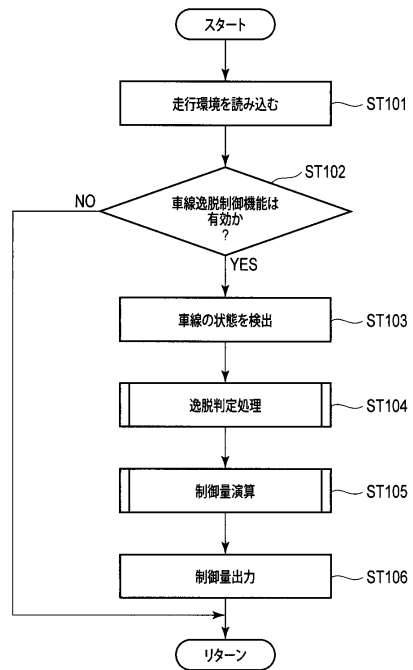 スタート
走行環境を読み込む
ST101
ST102
車線逸脱制御機能は
有効か
?
NO
YES
車線の状態を検出
ST103
逸脱判定処理
ST104
制御量演算
ST105
制御量出力
ST106
リターン